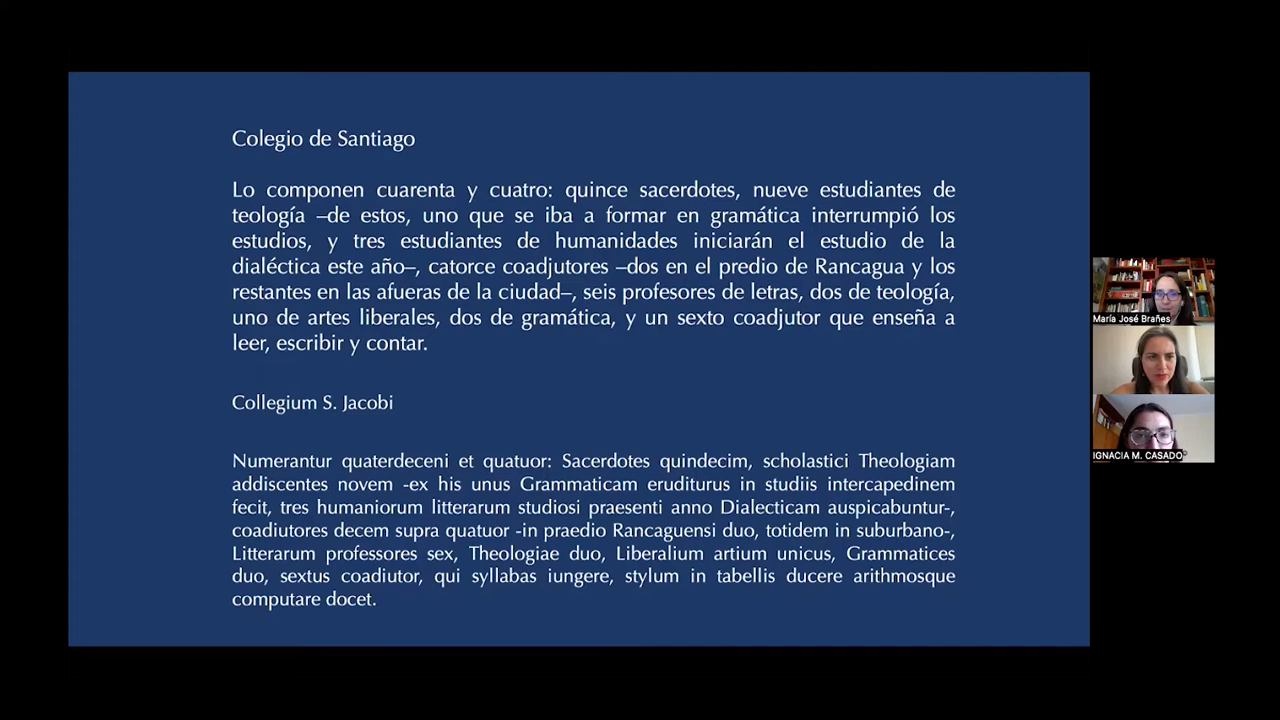 Colegio de Santiago
Lo componen cuarenta y cuatro: quince sacerdotes, nueve estudiantes de
teología –de estos, uno que se iba a formar en gramática interrumpió los
estudios, y tres estudiantes de humanidades iniciarán el estudio de la
dialéctica este año–, catorce coadjutores –dos en el predio de Rancagua y los
restantes en las afueras de la ciudad–, seis profesores de letras, dos de teología,
uno de artes liberales, dos de gramática, y un sexto coadjutor que enseña a
leer, escribir y contar.
Collegium S. Jacobi
Numerantur quaterdeceni et quatuor: Sacerdotes quindecim, scholastici Theologiam
addiscentes novem -ex his unus Grammaticam eruditurus in studiis intercapedinem
fecit, tres humaniorum litterarum studiosi praesenti anno Dialecticam auspicabuntur-,
coadiutores decem supra quatuor -in praedio Rancaguensi duo, totidem in suburbano-,
Litterarum professores sex, Theologiae duo, Liberalium artium unicus, Grammatices
duo, sextus coadiutor, qui syllabas iungere, stylum in tabellis ducere arithmosque
computare docet.
María José Brañes
IGNACIA M. CASADO